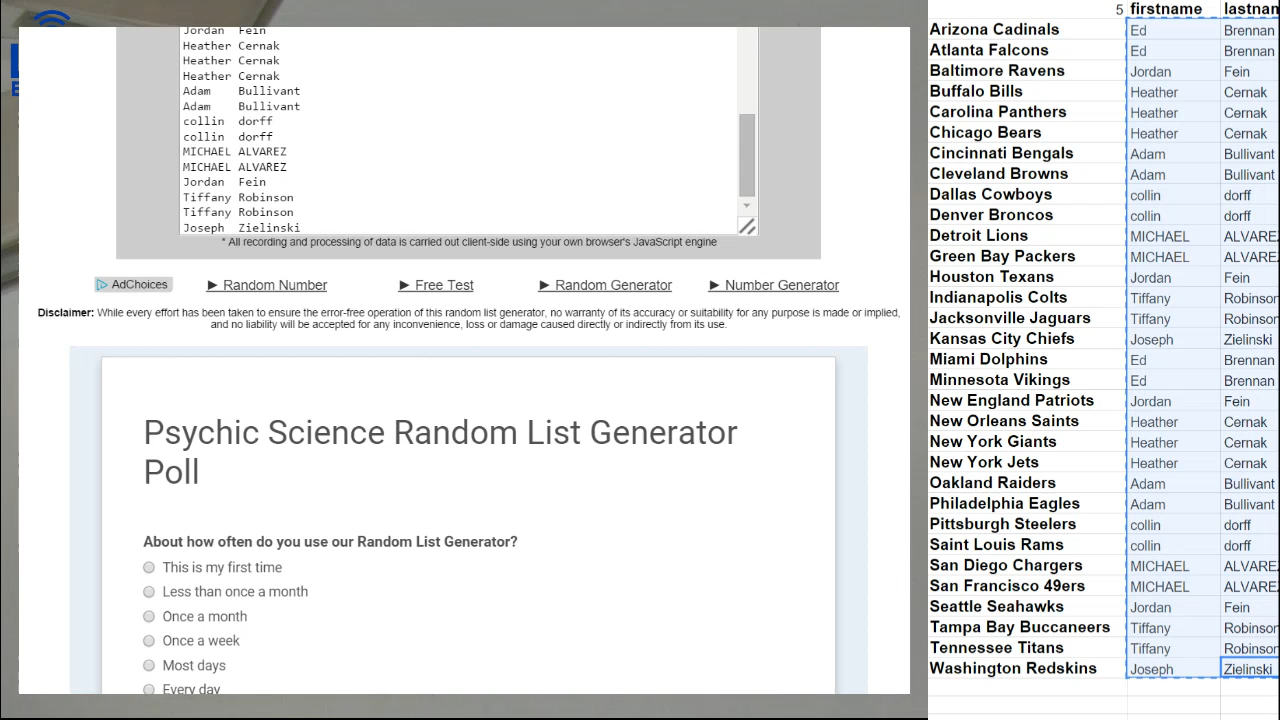 Jordan Fein
Heather Cernak
Heather Cernak
Heather Cernak
Adam Bullivant
Adam Bullivant
collin dorff
collin dorff
MICHAEL ALVAREZ
MICHAEL ALVAREZ
Jordan Fein
Tiffany Robinson
Tiffany Robinson
Joseph Zielinski
* All recording and processing of data is carried out client-side using your own browser's JavaScript engine
AdChoices ► Random Number ► Free Test ► Random Generator ► Number Generator
Disclaimer: While every effort has been taken to ensure the error-free operation of this random list generator, no warranty of its accuracy or suitability for any purpose is made or implied,
and no liability will be accepted for any inconvenience, loss or damage caused directly or indirectly from its use.
Psychic Science Random List Generator
Poll
About how often do you use our Random List Generator?
This is my first time
Less than once a month
Once a month
Once a week
Most days
Every day
5 firstname lastnan
Arizona Cadinals Ed Brennan
Atlanta Falcons Ed Brennan
Baltimore Ravens Jordan Fein
Buffalo Bills Heather Cernak
Carolina Panthers Heather Cernak
Chicago Bears Heather Cernak
Cincinnati Bengals Adam Bullivant
Cleveland Browns Adam Bullivant
Dallas Cowboys collin dorff
Denver Broncos collin dorff
Detroit Lions MICHAEL ALVAREZ
Green Bay Packers MICHAEL ALVAREZ
Houston Texans Jordan Fein
Indianapolis Colts Tiffany Robinson
Jacksonville Jaguars Tiffany Robinson
Kansas City Chiefs Joseph Zielinski
Miami Dolphins Ed Brennan
Minnesota Vikings Ed Brennan
New England Patriots Jordan Fein
New Orleans Saints Heather Cernak
New York Giants Heather Cernak
New York Jets Heather Cernak
Oakland Raiders Adam Bullivant
Philadelphia Eagles Adam Bullivant
Pittsburgh Steelers collin dorff
Saint Louis Rams collin dorff
San Diego Chargers MICHAEL ALVAREZ
San Francisco 49ers MICHAEL ALVAREZ
Seattle Seahawks Jordan Fein
Tampa Bay Buccaneers Tiffany Robinson
Tennessee Titans Tiffany Robinson
Washington Redskins Joseph Zielinski